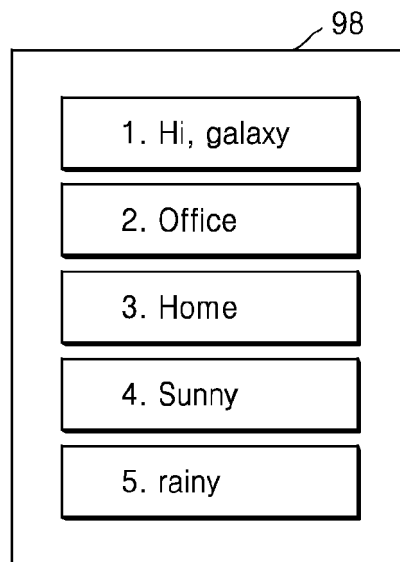 98
1. Hi, galaxy
2. Office
3. Home
4. Sunny
5. rainy